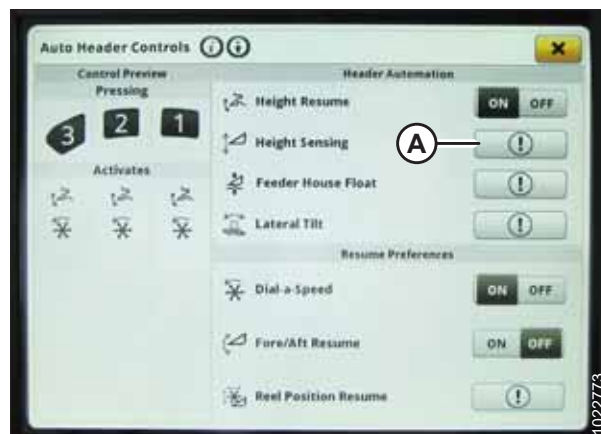 Auto Header Controls
Control Preview
Pressing
3 2 1
Activates
Header Automation
Height Resume ON OFF
A
Height Sensing
Feeder House Float
Lateral Tilt
Resume Preferences
Dial-a-Speed ON OFF
Fore/Aft Resume ON OFF
Reel Position Resume
1022773